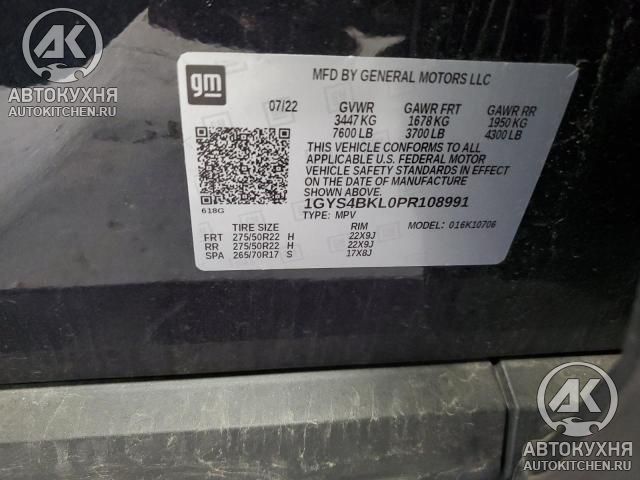 AK
АВТОКУХНЯ
AUTOKITCHEN.RU
gm
MFD BY GENERAL MOTORS LLC
07/22 GVWR GAWR FRT GAWR RR
3447 KG 1678 KG 1950 KG
7600 LB 3700 LB 4300 LB
THIS VEHICLE CONFORMS TO ALL
APPLICABLE U.S. FEDERAL MOTOR
VEHICLE SAFETY STANDARDS IN EFFECT
ON THE DATE OF MANUFACTURE
SHOWN ABOVE.
1GYS4BKL0PR108991
618G
TYPE: MPV MODEL: 016K10706
TIRE SIZE RIM
FRT 275/50R22 H 22X9J
RR 275/50R22 H 22X9J
SPA 265/70R17 S 17X8J
AK
АВТОКУХНЯ
AUTOKITCHEN.RU